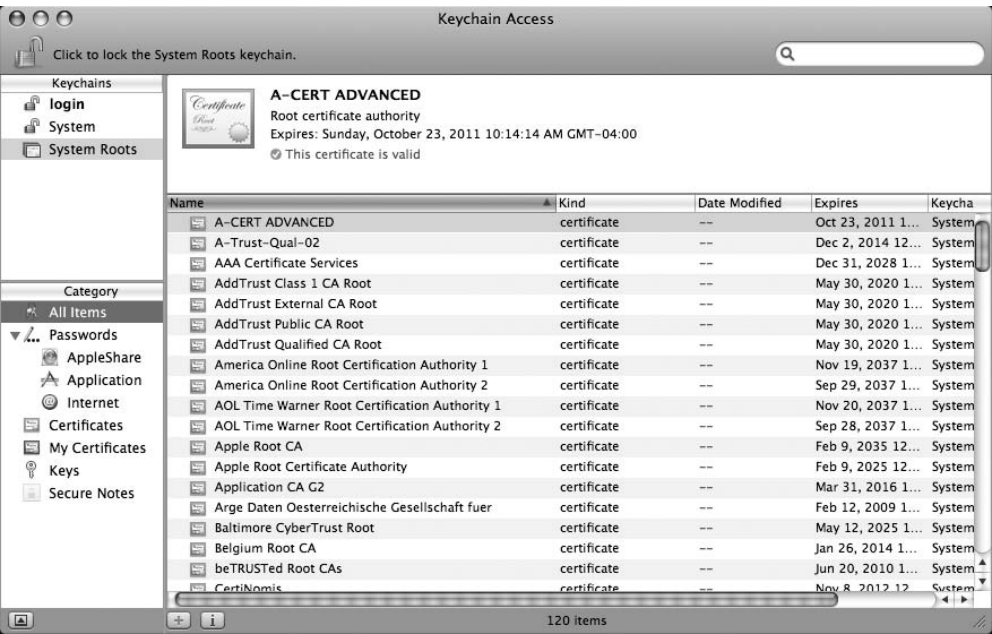 Keychain Access
Click to lock the System Roots keychain.
Keychains
login
System
System Roots
Category
All Items
Passwords
AppleShare
Application
Internet
Certificates
My Certificates
Keys
Secure Notes
Certificate
Root
A-CERT ADVANCED
Root certificate authority
Expires: Sunday, October 23, 2011 10:14:14 AM GMT-04:00
This certificate is valid
Name Kind Date Modified Expires Keycha
A-CERT ADVANCED certificate -- Oct 23, 2011 1... System
A-Trust-Qual-02 certificate -- Dec 2, 2014 12... System
AAA Certificate Services certificate -- Dec 31, 2028 1... System
AddTrust Class 1 CA Root certificate -- May 30, 2020 1... System
AddTrust External CA Root certificate -- May 30, 2020 1... System
AddTrust Public CA Root certificate -- May 30, 2020 1... System
AddTrust Qualified CA Root certificate -- May 30, 2020 1... System
America Online Root Certification Authority 1 certificate -- Nov 19, 2037 1... System
America Online Root Certification Authority 2 certificate -- Sep 29, 2037 1... System
AOL Time Warner Root Certification Authority 1 certificate -- Nov 20, 2037 1... System
AOL Time Warner Root Certification Authority 2 certificate -- Sep 28, 2037 1... System
Apple Root CA certificate -- Feb 9, 2035 12... System
Apple Root Certificate Authority certificate -- Feb 9, 2025 12... System
Application CA G2 certificate -- Mar 31, 2016 1... System
Arge Daten Oesterreichische Gesellschaft fuer certificate -- Feb 12, 2009 1... System
Baltimore CyberTrust Root certificate -- May 12, 2025 1... System
Belgium Root CA certificate -- Jan 26, 2014 1... System
beTRUSTed Root CAs certificate -- Jun 20, 2010 1... System
CertiNomis certificate -- Nov 8, 2012 12... System
120 items